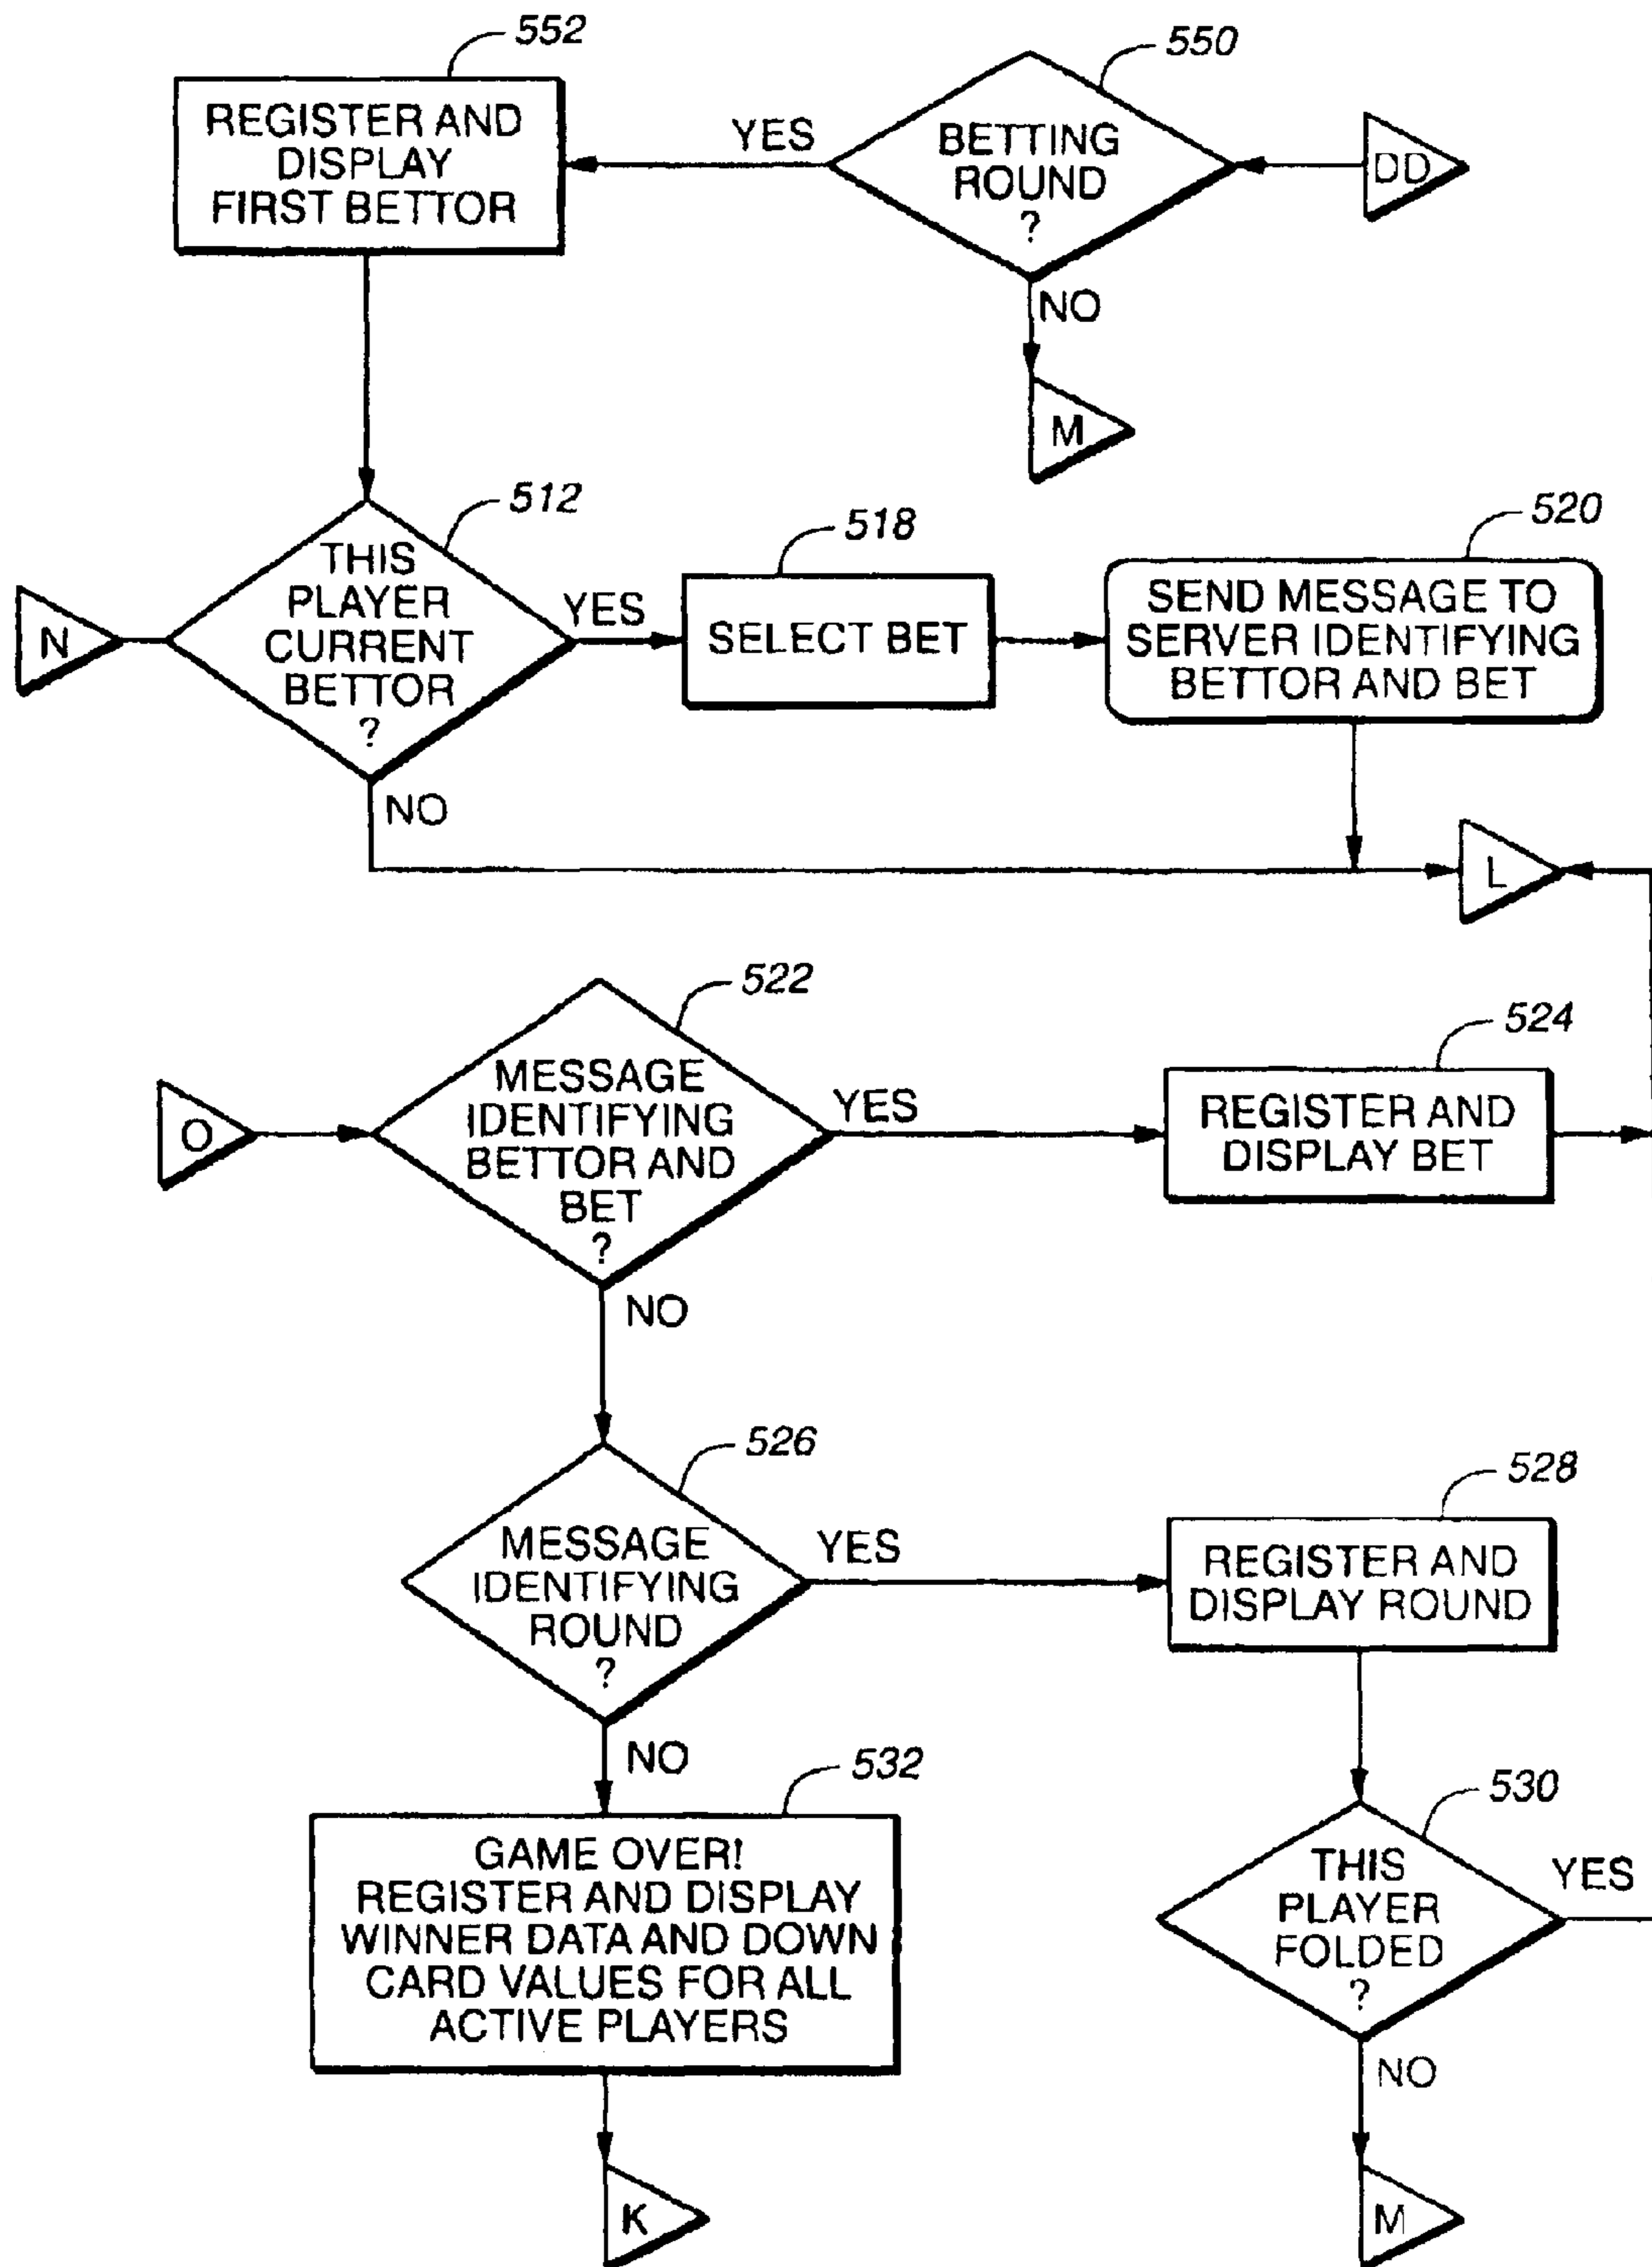 552
REGISTER AND
DISPLAY
FIRST BETTOR
YES
550
BETTING
ROUND
?
DD
NO
M
512
THIS
PLAYER
CURRENT
BETTOR
?
N
YES
518
SELECT BET
520
SEND MESSAGE TO
SERVER IDENTIFYING
BETTOR AND BET
NO
L
522
MESSAGE
IDENTIFYING
BETTOR AND
BET
?
O
YES
524
REGISTER AND
DISPLAY BET
NO
526
MESSAGE
IDENTIFYING
ROUND
?
YES
528
REGISTER AND
DISPLAY ROUND
NO
532
GAME OVER!
REGISTER AND DISPLAY
WINNER DATA AND DOWN
CARD VALUES FOR ALL
ACTIVE PLAYERS
530
THIS
PLAYER
FOLDED
?
YES
NO
K
M